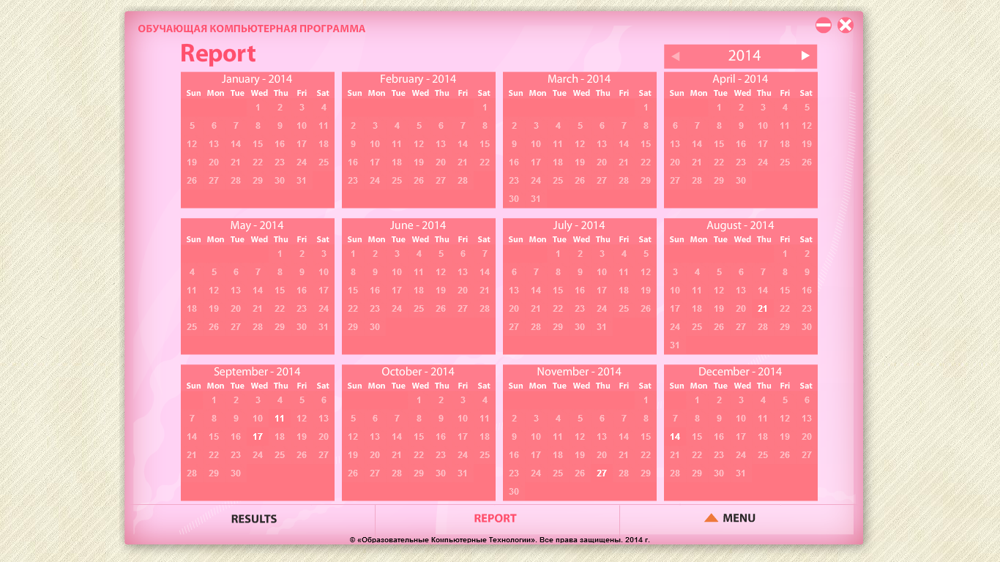 ОБУЧАЮЩАЯ КОМПЬЮТЕРНАЯ ПРОГРАММА
Report
2014
January - 2014
Sun Mon Tue Wed Thu Fri Sat
1 2 3 4
5 6 7 8 9 10 11
12 13 14 15 16 17 18
19 20 21 22 23 24 25
26 27 28 29 30 31
February - 2014
Sun Mon Tue Wed Thu Fri Sat
1
2 3 4 5 6 7 8
9 10 11 12 13 14 15
16 17 18 19 20 21 22
23 24 25 26 27 28
March - 2014
Sun Mon Tue Wed Thu Fri Sat
1
2 3 4 5 6 7 8
9 10 11 12 13 14 15
16 17 18 19 20 21 22
23 24 25 26 27 28 29
30 31
April - 2014
Sun Mon Tue Wed Thu Fri Sat
1 2 3 4 5
6 7 8 9 10 11 12
13 14 15 16 17 18 19
20 21 22 23 24 25 26
27 28 29 30
May - 2014
Sun Mon Tue Wed Thu Fri Sat
1 2 3
4 5 6 7 8 9 10
11 12 13 14 15 16 17
18 19 20 21 22 23 24
25 26 27 28 29 30 31
June - 2014
Sun Mon Tue Wed Thu Fri Sat
1 2 3 4 5 6 7
8 9 10 11 12 13 14
15 16 17 18 19 20 21
22 23 24 25 26 27 28
29 30
July - 2014
Sun Mon Tue Wed Thu Fri Sat
1 2 3 4 5
6 7 8 9 10 11 12
13 14 15 16 17 18 19
20 21 22 23 24 25 26
27 28 29 30 31
August - 2014
Sun Mon Tue Wed Thu Fri Sat
1 2
3 4 5 6 7 8 9
10 11 12 13 14 15 16
17 18 19 20 21 22 23
24 25 26 27 28 29 30
31
September - 2014
Sun Mon Tue Wed Thu Fri Sat
1 2 3 4 5 6
7 8 9 10 11 12 13
14 15 16 17 18 19 20
21 22 23 24 25 26 27
28 29 30
October - 2014
Sun Mon Tue Wed Thu Fri Sat
1 2 3 4
5 6 7 8 9 10 11
12 13 14 15 16 17 18
19 20 21 22 23 24 25
26 27 28 29 30 31
November - 2014
Sun Mon Tue Wed Thu Fri Sat
1
2 3 4 5 6 7 8
9 10 11 12 13 14 15
16 17 18 19 20 21 22
23 24 25 26 27 28 29
30
December - 2014
Sun Mon Tue Wed Thu Fri Sat
1 2 3 4 5 6
7 8 9 10 11 12 13
14 15 16 17 18 19 20
21 22 23 24 25 26 27
28 29 30 31
RESULTS
REPORT
MENU
© «Образовательные Компьютерные Технологии». Все права защищены. 2014 г.